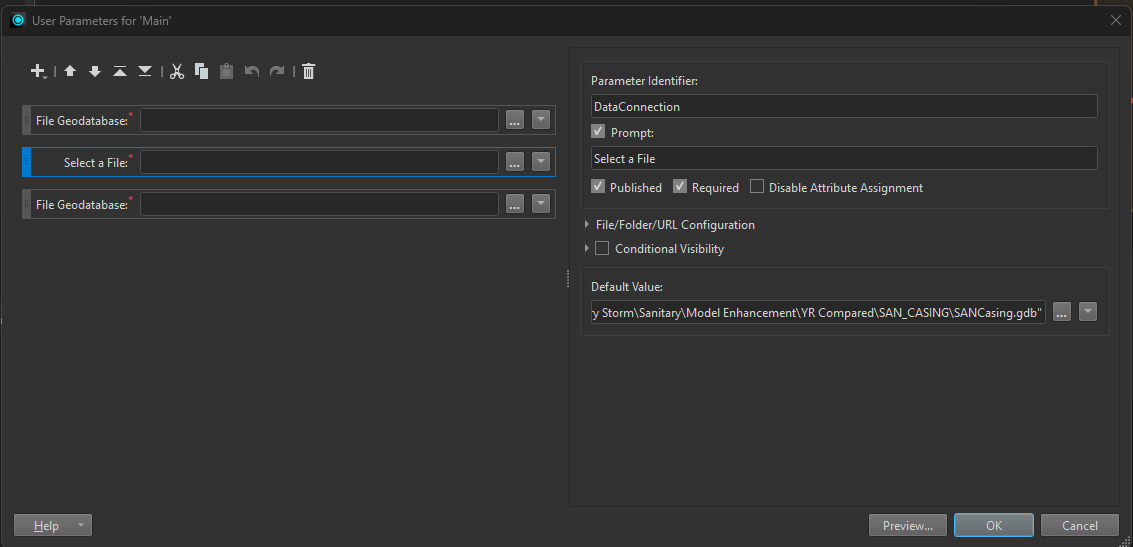 User Parameters for 'Main'
File Geodatabase:*
Select a File:*
File Geodatabase:*
Parameter Identifier:
DataConnection
Prompt:
Select a File
Published Required Disable Attribute Assignment
File/Folder/URL Configuration
Conditional Visibility
Default Value:
y Storm\Sanitary\Model Enhancement\YR Compared\SAN_CASING\SANCasing.gdb"
Help Preview... OK Cancel